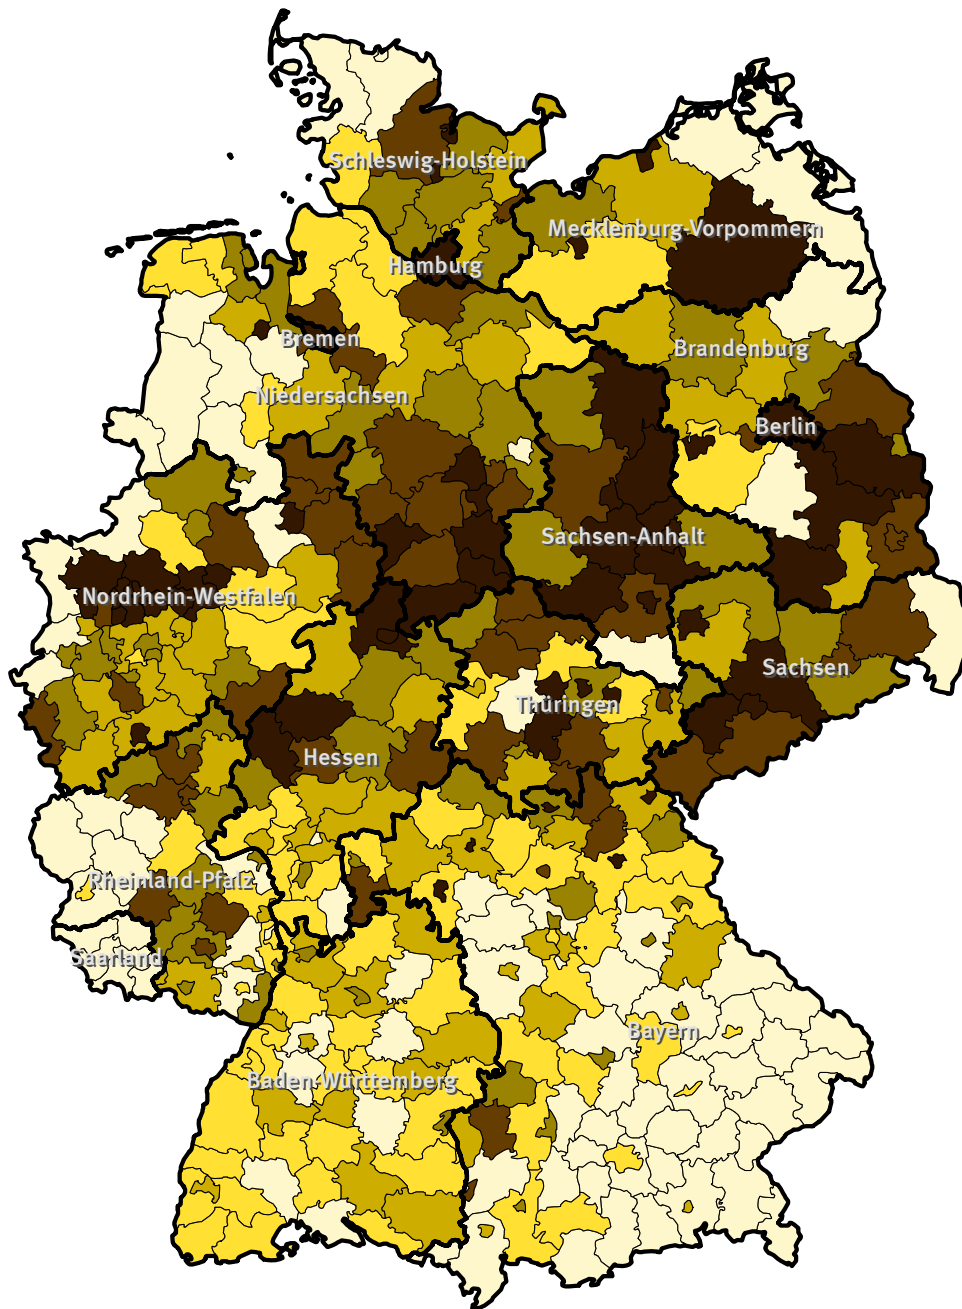 Schleswig-Holstein
Mecklenburg-Vorpommern
Hamburg
Bremen
Brandenburg
Niedersachsen
Berlin
Sachsen-Anhalt
Nordrhein-Westfalen
Sachsen
Thüringen
Hessen
Rheinland-Pfalz
Saarland
Bayern
Baden-Württemberg